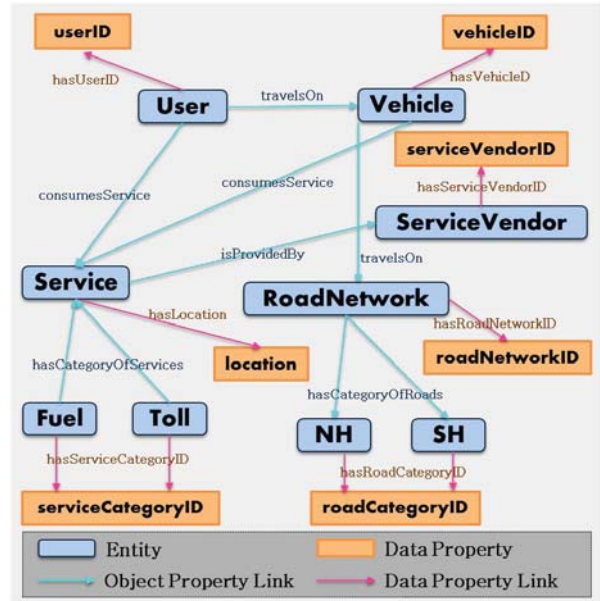 userID
vehicleID
hasUserID
hasVehicleD
User
travelsOn
Vehicle
serviceVendorID
hasServiceVendorID
consumesService
consumesService
ServiceVendor
isProvidedBy
travelsOn
Service
RoadNetwork
hasLocation
hasRoadNetworkID
hasCategoryOfServices
location
roadNetworkID
hasCategoryOfRoads
Fuel
Toll
NH
SH
hasServiceCategoryID
hasRoadCategoryID
serviceCategoryID
roadCategoryID
Entity
Data Property
Object Property Link
Data Property Link